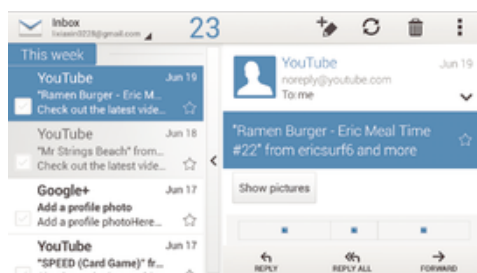 Inbox
23
This week
YouTube Jun 19
"Ramen Burger - Eric M...
Check out the latest vide...
YouTube Jun 18
"Mr Strings Beach" from...
Check out the latest vide...
Google+ Jun 17
Add a profile photo
Add a profile photoHere...
YouTube Jun 17
"SPEED (Card Game)" fr...
YouTube Jun 19
noreply@youtube.com
To: me
"Ramen Burger - Eric Meal Time
#22" from ericsurf6 and more
Show pictures
REPLY
REPLY ALL
FORWARD